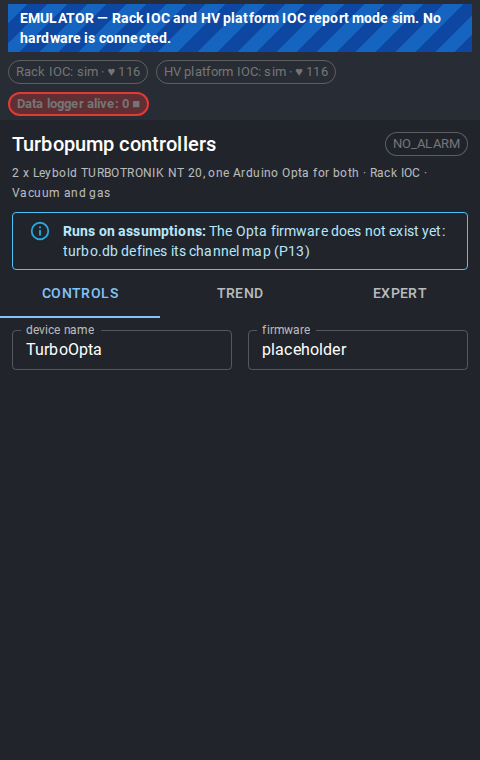 EMULATOR — Rack IOC and HV platform IOC report mode sim. No
hardware is connected.
Rack IOC: sim · ♥ 116
HV platform IOC: sim · ♥ 116
Data logger alive: 0 ■
Turbopump controllers
NO_ALARM
2 x Leybold TURBOTRONIK NT 20, one Arduino Opta for both · Rack IOC ·
Vacuum and gas
Runs on assumptions: The Opta firmware does not exist yet:
turbo.db defines its channel map (P13)
CONTROLS
TREND
EXPERT
device name
TurboOpta
firmware
placeholder